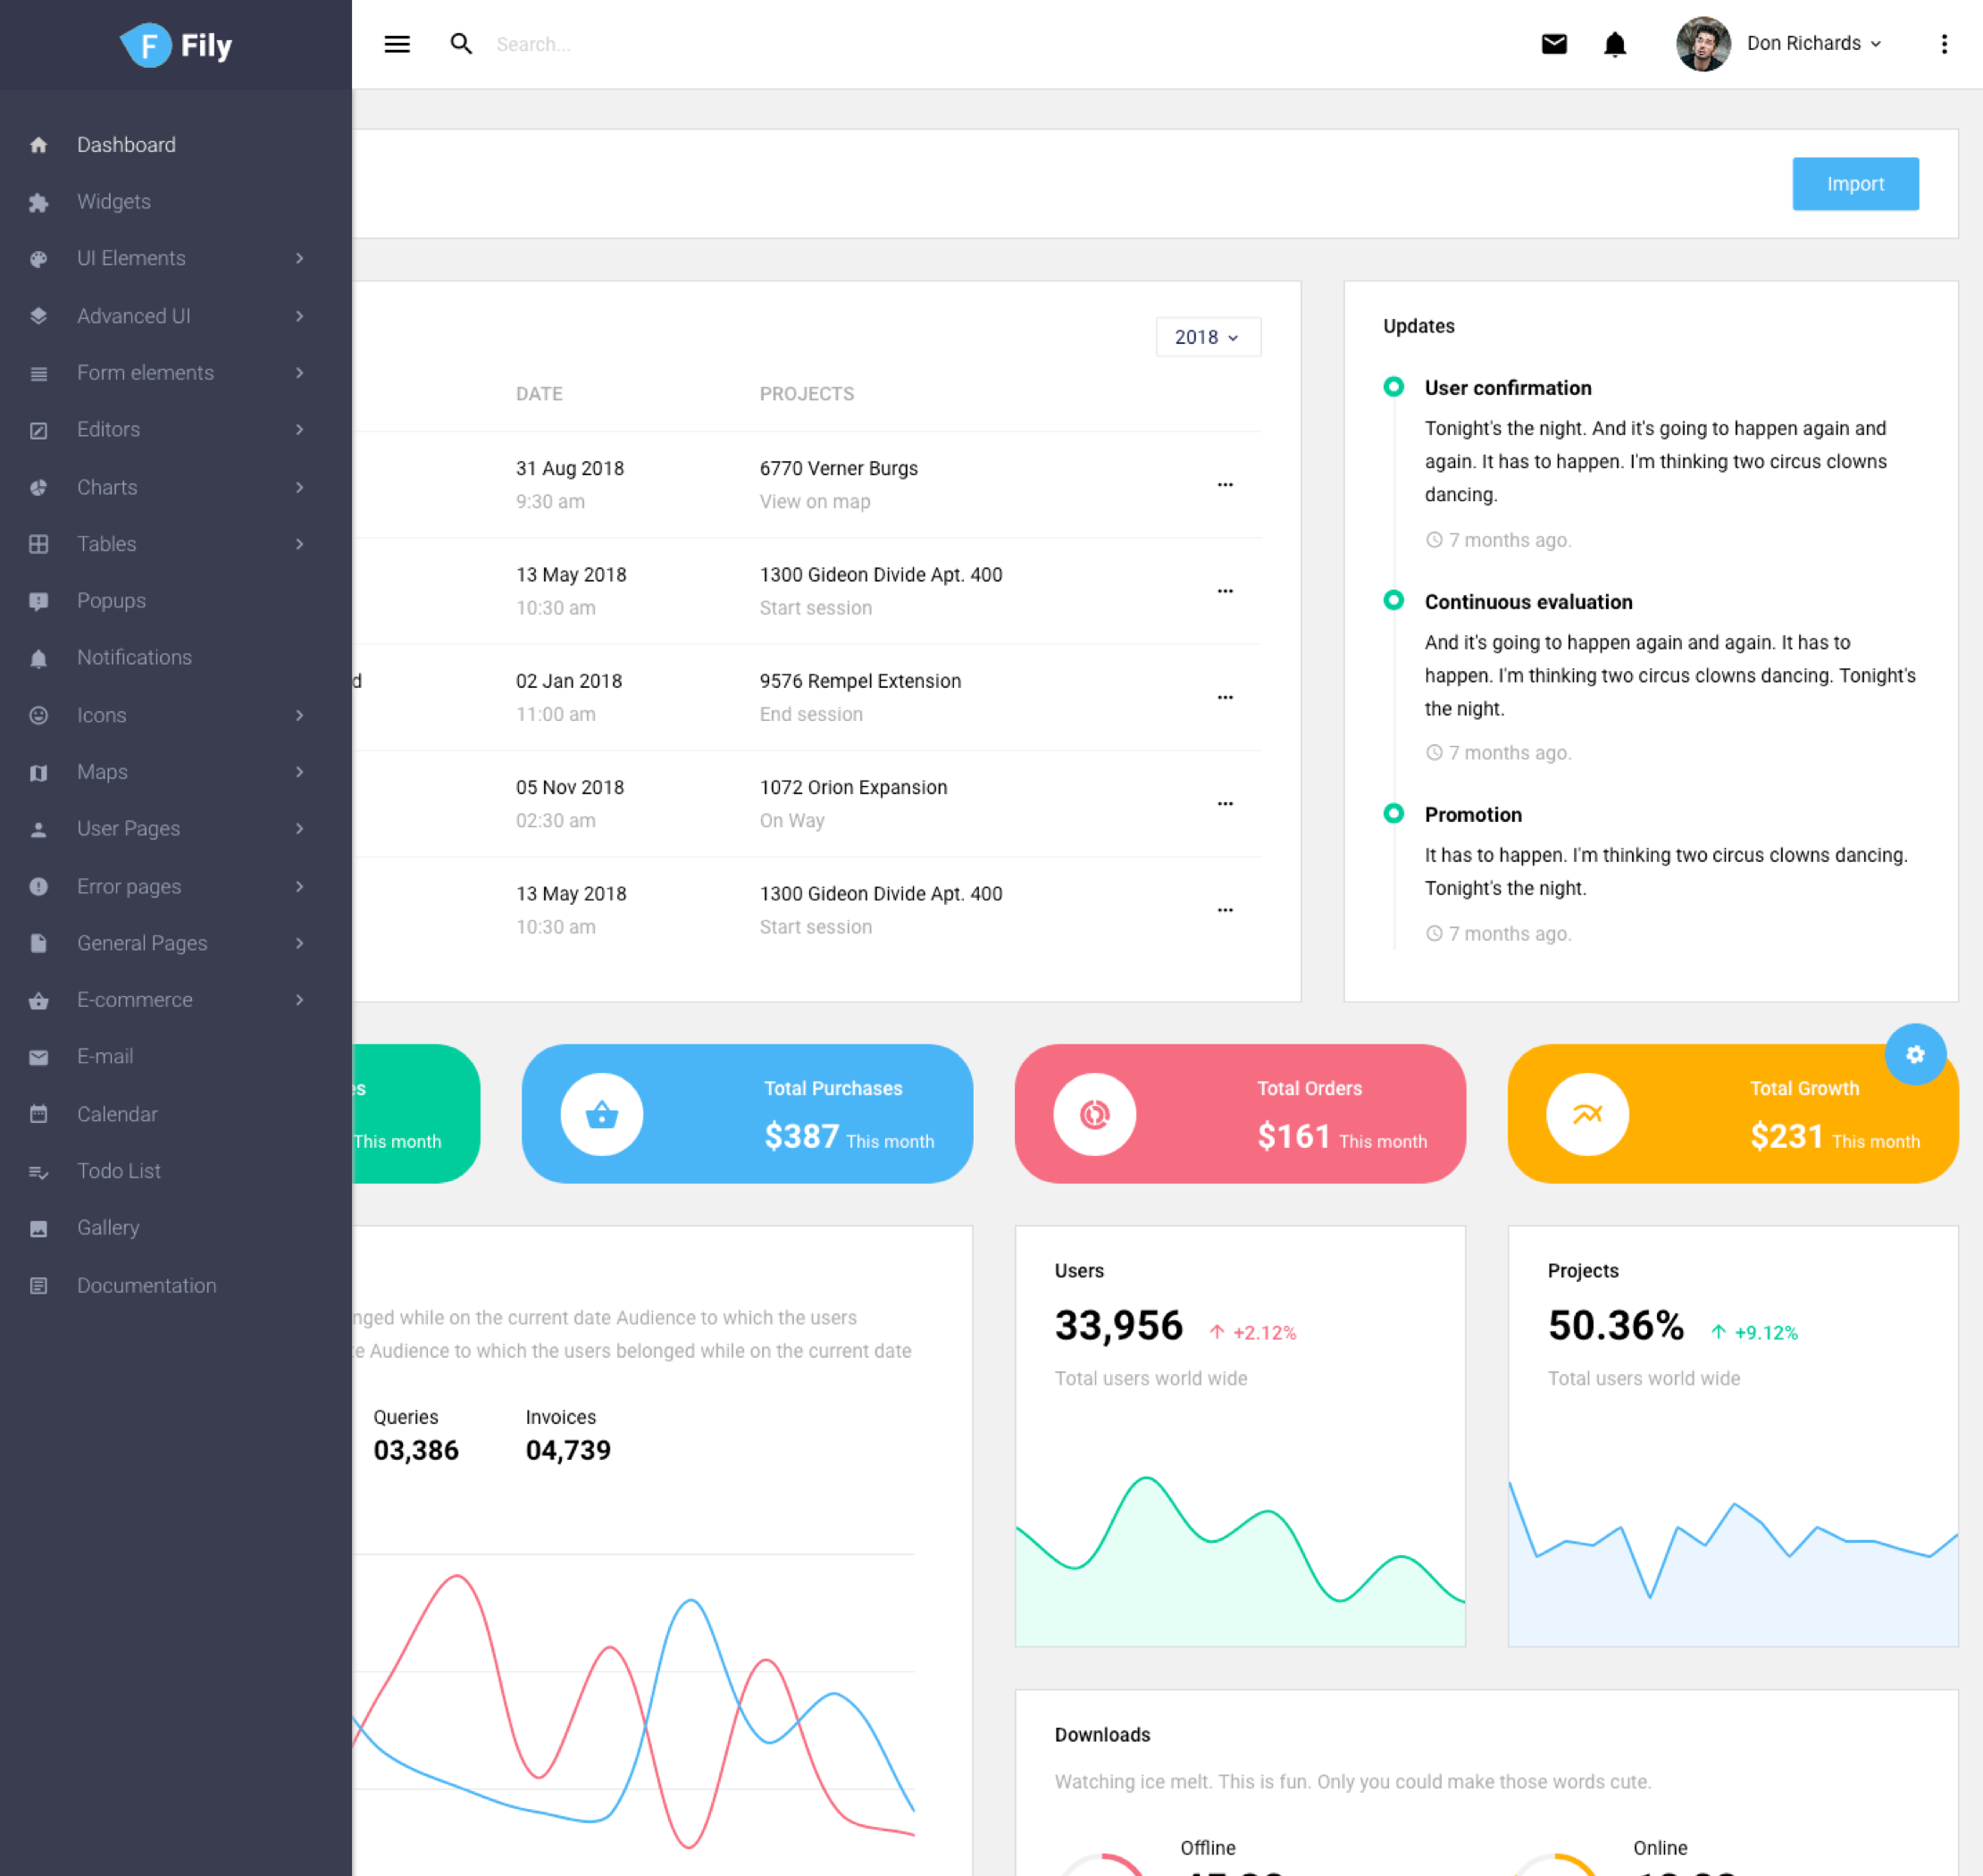 F Fily
Search...
Don Richards
Dashboard
Widgets
UI Elements
Advanced UI
Form elements
Editors
Charts
Tables
Popups
Notifications
Icons
Maps
User Pages
Error pages
General Pages
E-commerce
E-mail
Calendar
Todo List
Gallery
Documentation
Import
2018
DATE PROJECTS
31 Aug 2018 6770 Verner Burgs
9:30 am View on map
13 May 2018 1300 Gideon Divide Apt. 400
10:30 am Start session
d 02 Jan 2018 9576 Rempel Extension
11:00 am End session
05 Nov 2018 1072 Orion Expansion
02:30 am On Way
13 May 2018 1300 Gideon Divide Apt. 400
10:30 am Start session
Updates
User confirmation
Tonight's the night. And it's going to happen again and
again. It has to happen. I'm thinking two circus clowns
dancing.
7 months ago.
Continuous evaluation
And it's going to happen again and again. It has to
happen. I'm thinking two circus clowns dancing. Tonight's
the night.
7 months ago.
Promotion
It has to happen. I'm thinking two circus clowns dancing.
Tonight's the night.
7 months ago.
es
This month
Total Purchases
$387 This month
Total Orders
$161 This month
Total Growth
$231 This month
nged while on the current date Audience to which the users
e Audience to which the users belonged while on the current date
Queries
03,386
Invoices
04,739
Users
33,956 +2.12%
Total users world wide
Projects
50.36% +9.12%
Total users world wide
Downloads
Watching ice melt. This is fun. Only you could make those words cute.
Offline
Online